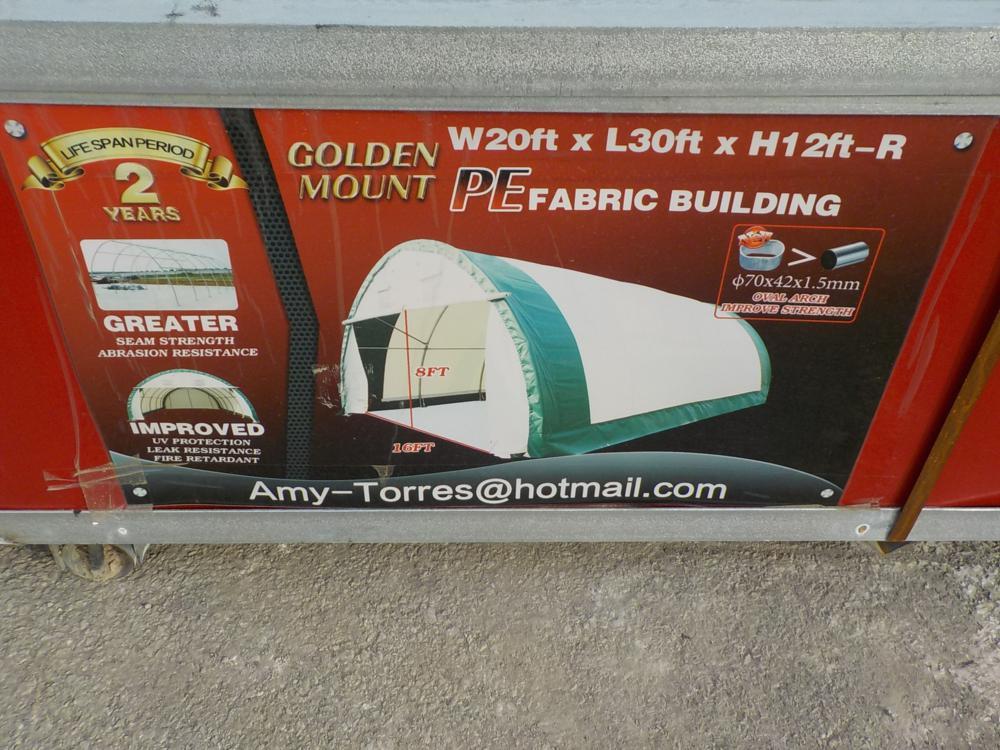 LIFE SPAN PERIOD
2
YEARS
GOLDEN
MOUNT
W20ft x L30ft x H12ft-R
PE FABRIC BUILDING
>
φ70x42x1.5mm
OVAL ARCH
IMPROVE STRENGTH
GREATER
SEAM STRENGTH
ABRASION RESISTANCE
8FT
16FT
IMPROVED
UV PROTECTION
LEAK RESISTANCE
FIRE RETARDANT
Amy-Torres@hotmail.com